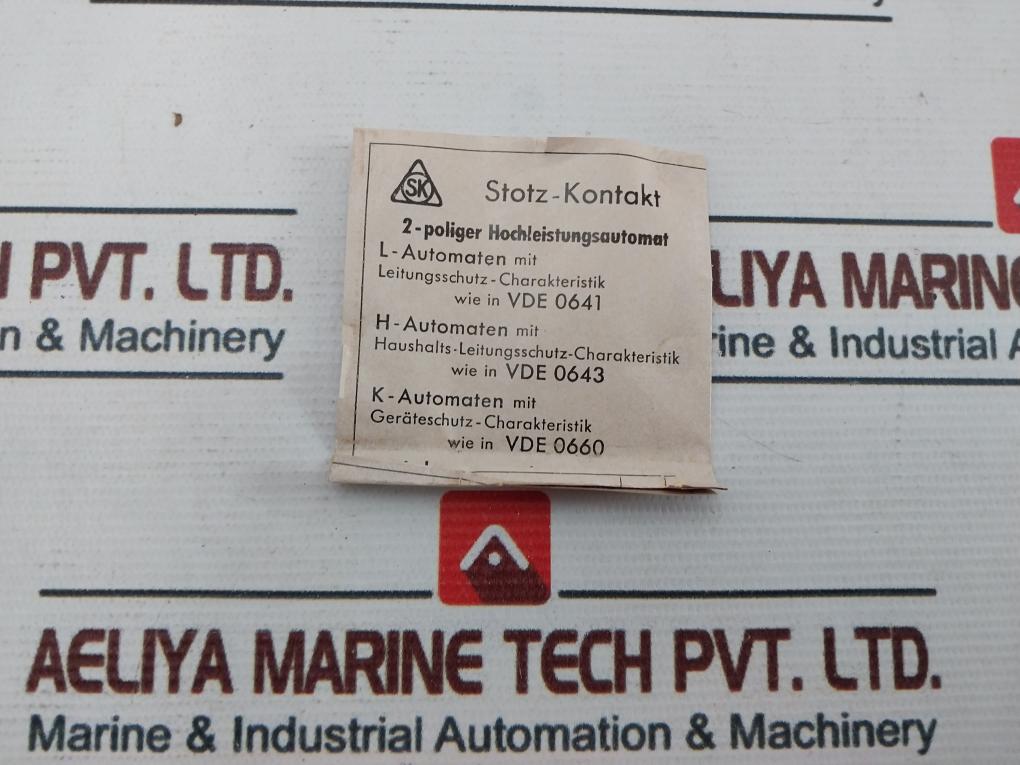 SK
Stotz-Kontakt
2-poliger Hochleistungsautomat
L-Automaten mit
Leitungsschutz-Charakteristik
wie in VDE 0641
H-Automaten mit
Haushalts-Leitungsschutz-Charakteristik
wie in VDE 0643
K-Automaten mit
Geräteschutz-Charakteristik
wie in VDE 0660
H PVT. LTD.
n & Machinery
LIYA MARINE
rine & Industrial A
AELIYA MARINE TECH PVT. LTD.
Marine & Industrial Automation & Machinery